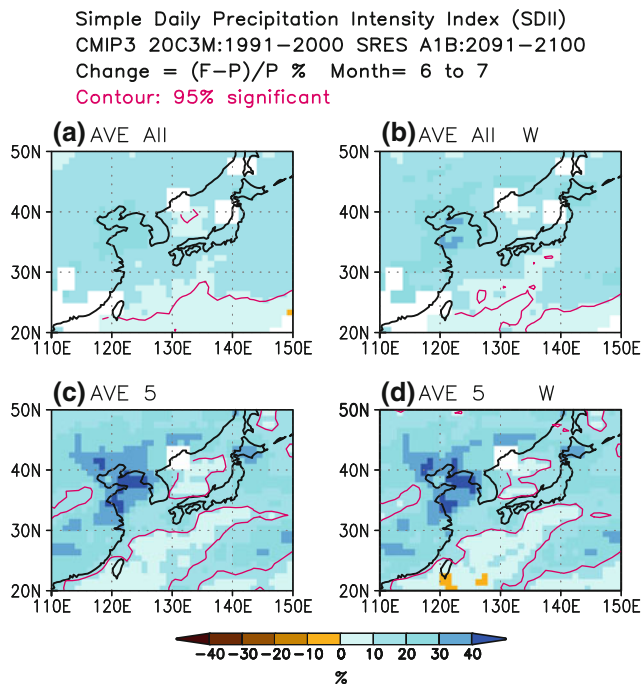 Simple Daily Precipitation Intensity Index (SDII)
CMIP3 20C3M:1991−2000 SRES A1B:2091−2100
Change = (F−P)/P % Month= 6 to 7
Contour: 95% significant
(a) AVE All
50N
40N
30N
20N
110E 120E 130E 140E 150E
(b) AVE All W
50N
40N
30N
20N
110E 120E 130E 140E 150E
(c) AVE 5
50N
40N
30N
20N
110E 120E 130E 140E 150E
(d) AVE 5 W
50N
40N
30N
20N
110E 120E 130E 140E 150E
−40 −30 −20 −10 0 10 20 30 40
%